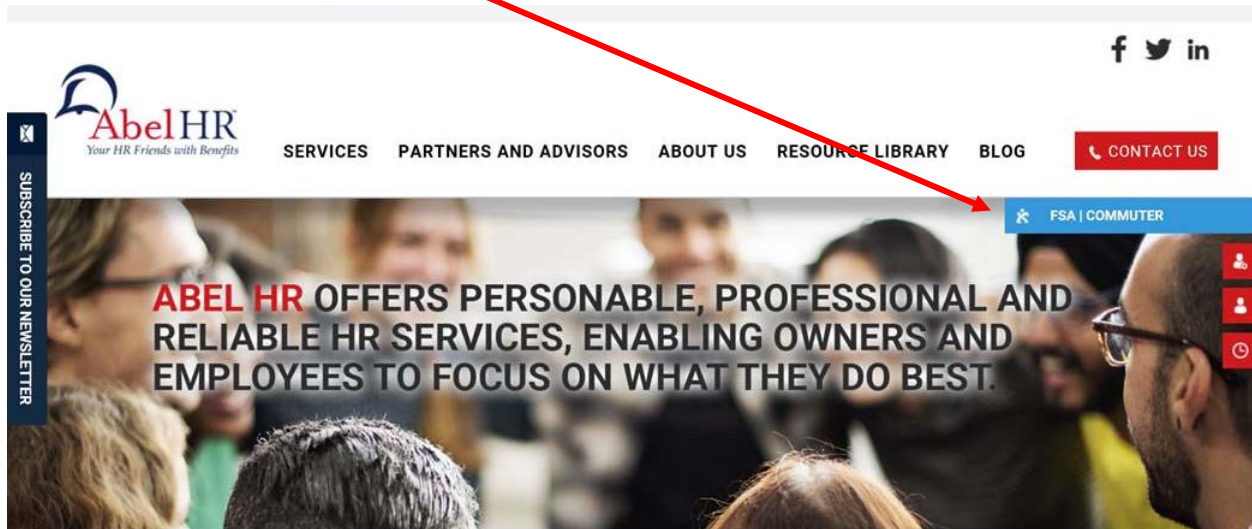 f in
AbelHR
Your HR Friends with Benefits
SERVICES PARTNERS AND ADVISORS ABOUT US RESOURCE LIBRARY BLOG CONTACT US
SUBSCRIBE TO OUR NEWSLETTER
FSA | COMMUTER
ABEL HR OFFERS PERSONABLE, PROFESSIONAL AND
RELIABLE HR SERVICES, ENABLING OWNERS AND
EMPLOYEES TO FOCUS ON WHAT THEY DO BEST.